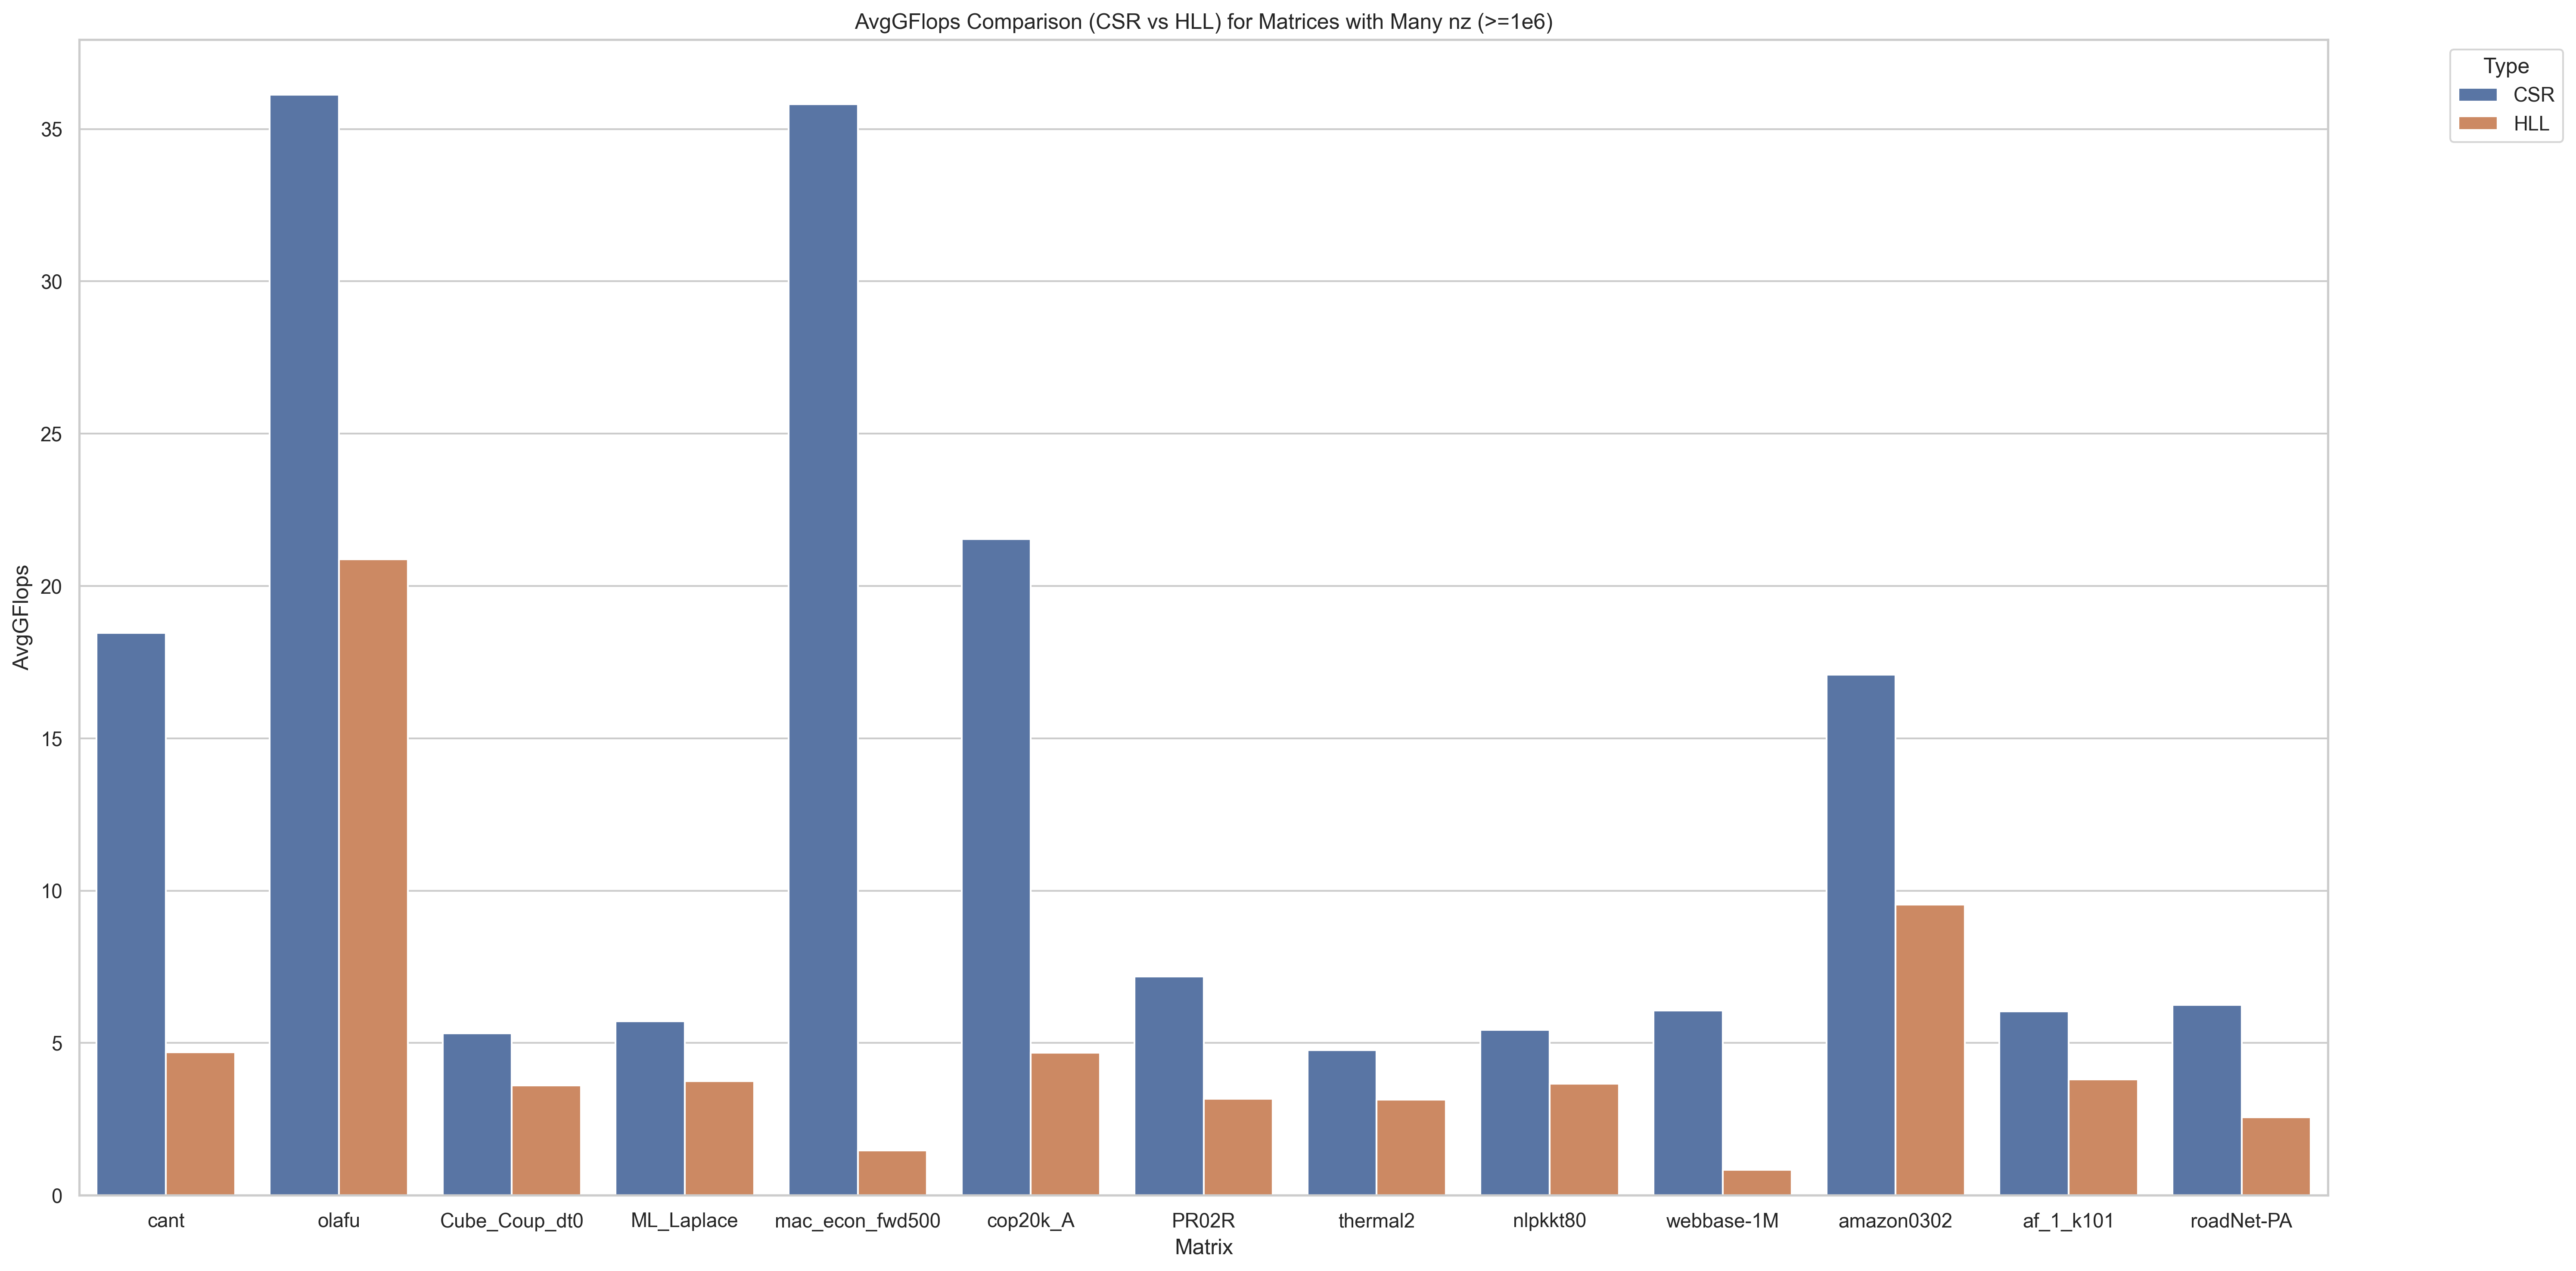 AvgGFlops Comparison (CSR vs HLL) for Matrices with Many nz (>=1e6)
Type
CSR
HLL
AvgGFlops
35
30
25
20
15
10
5
0
cant olafu Cube_Coup_dt0 ML_Laplace mac_econ_fwd500 cop20k_A PR02R thermal2 nlpkkt80 webbase-1M amazon0302 af_1_k101 roadNet-PA
Matrix